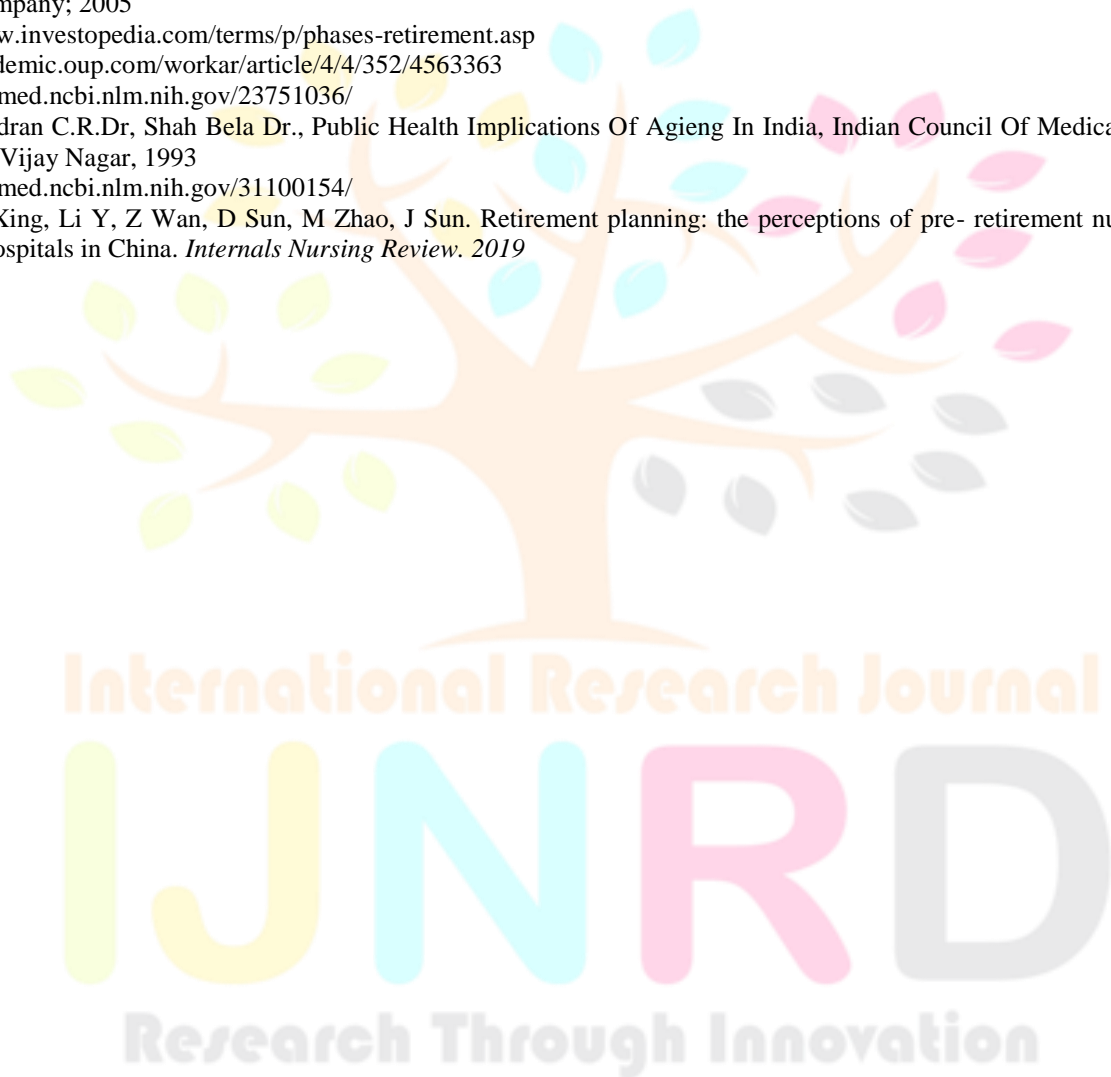 mpany; 2005
w.investopedia.com/terms/p/phases-retirement.asp
demic.oup.com/workar/article/4/4/352/4563363
med.ncbi.nlm.nih.gov/23751036/
dran C.R.Dr, Shah Bela Dr., Public Health Implications Of Agieng In India, Indian Council Of Medica
Vijay Nagar, 1993
med.ncbi.nlm.nih.gov/31100154/
Xing, Li Y, Z Wan, D Sun, M Zhao, J Sun. Retirement planning: the perceptions of pre- retirement nu
ospitals in China. Internals Nursing Review. 2019
International Research Journal
IJNRD
Research Through Innovation